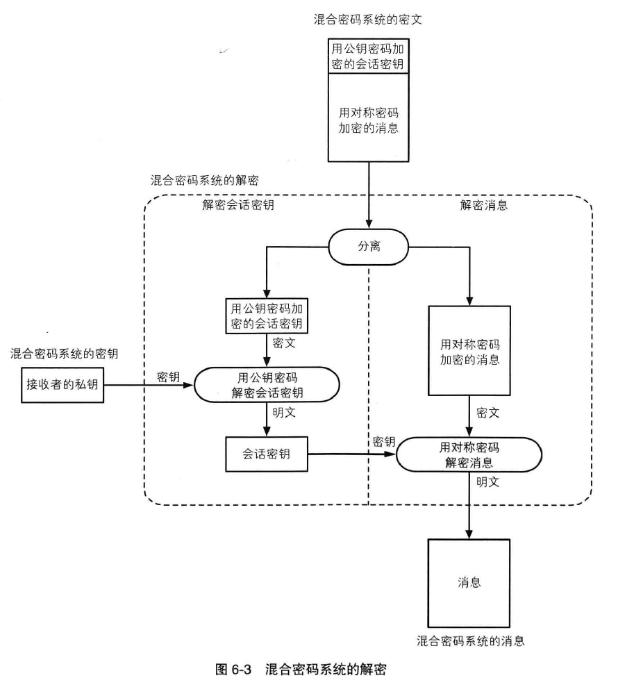 混合密码系统的密文
用公钥密码加
密的会话密钥
用对称密码
加密的消息
混合密码系统的解密
解密会话密钥
解密消息
分离
用公钥密码加
密的会话密钥
密文
用对称密码
加密的消息
混合密码系统的密钥
接收者的私钥
密钥
用公钥密码
解密会话密钥
密文
明文
会话密钥
密钥
用对称密码
解密消息
明文
消息
混合密码系统的消息
图 6-3 混合密码系统的解密